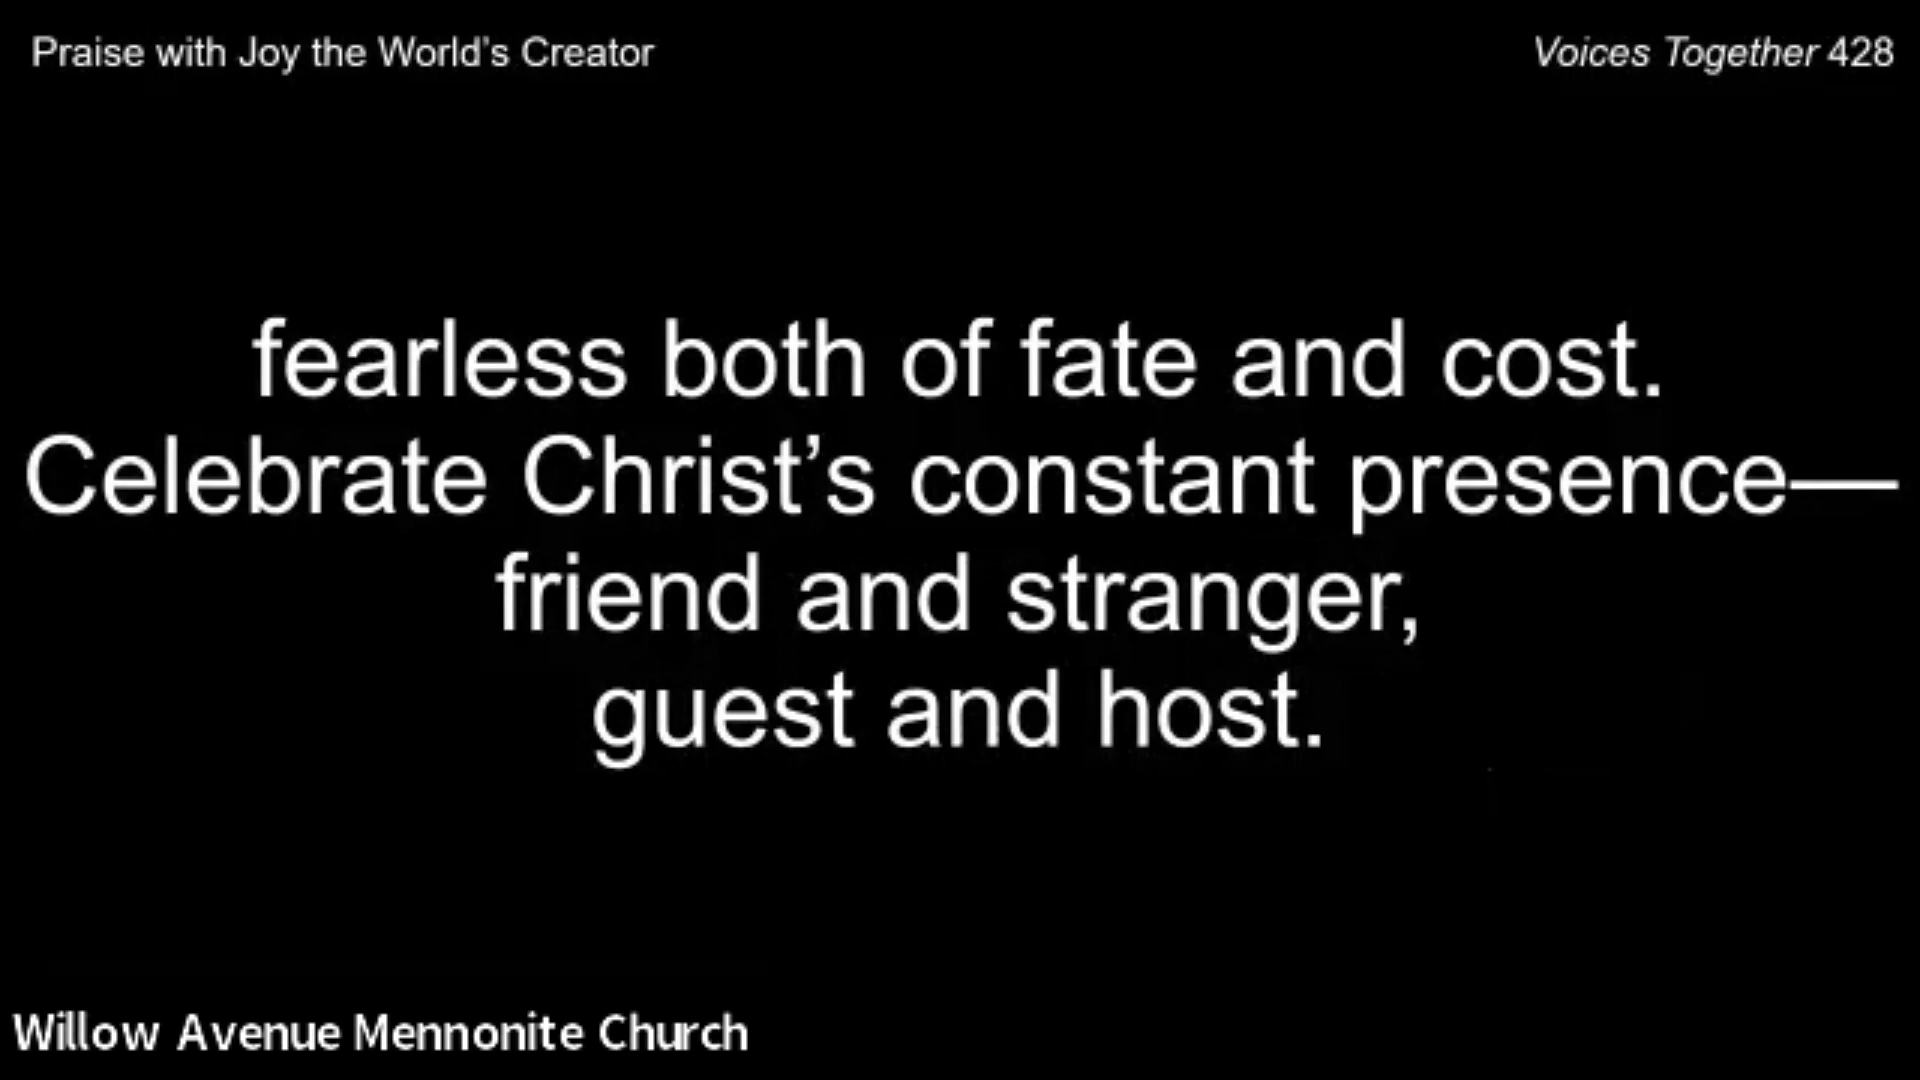 Praise with Joy the World’s Creator
Voices Together 428
fearless both of fate and cost.
Celebrate Christ’s constant presence—
friend and stranger,
guest and host.
Willow Avenue Mennonite Church